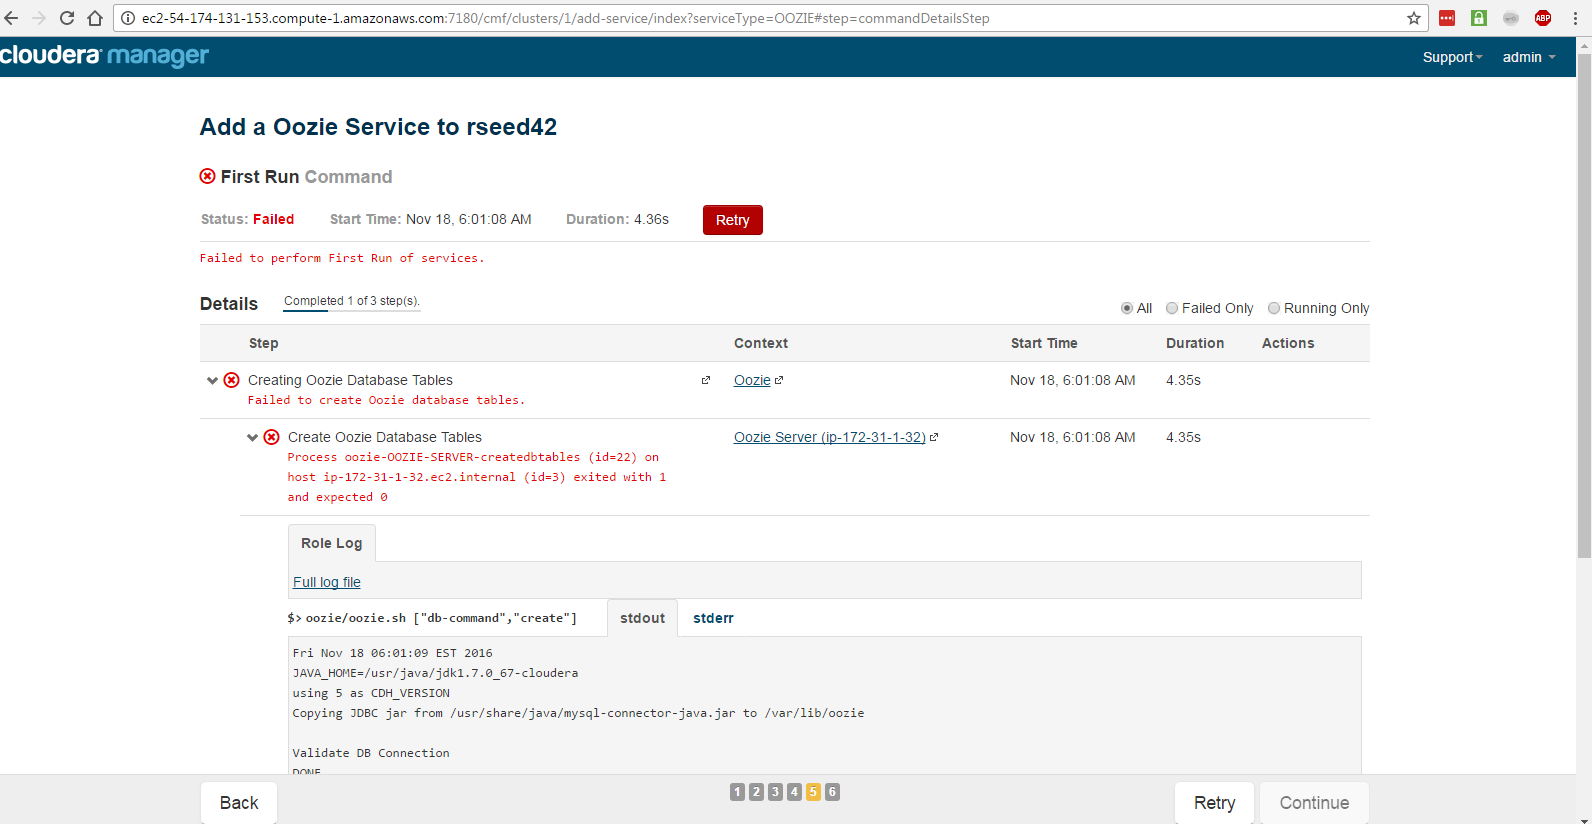 ec2-54-174-131-153.compute-1.amazonaws.com:7180/cmf/clusters/1/add-service/index?serviceType=OOZIE#step=commandDetailsStep
ABP
cloudera manager
Support
admin
Add a Oozie Service to rseed42
First Run Command
Status: Failed Start Time: Nov 18, 6:01:08 AM Duration: 4.36s Retry
Failed to perform First Run of services.
Details Completed 1 of 3 step(s).
All Failed Only Running Only
Step Context Start Time Duration Actions
Creating Oozie Database Tables Oozie Nov 18, 6:01:08 AM 4.35s
Failed to create Oozie database tables.
Create Oozie Database Tables Oozie Server (ip-172-31-1-32) Nov 18, 6:01:08 AM 4.35s
Process oozie-OOZIE-SERVER-createdbtables (id=22) on
host ip-172-31-1-32.ec2.internal (id=3) exited with 1
and expected 0
Role Log
Full log file
$> oozie/oozie.sh ["db-command","create"] stdout stderr
Fri Nov 18 06:01:09 EST 2016
JAVA_HOME=/usr/java/jdk1.7.0_67-cloudera
using 5 as CDH_VERSION
Copying JDBC jar from /usr/share/java/mysql-connector-java.jar to /var/lib/oozie
Validate DB Connection
DONE
Back 1 2 3 4 5 6 Retry Continue